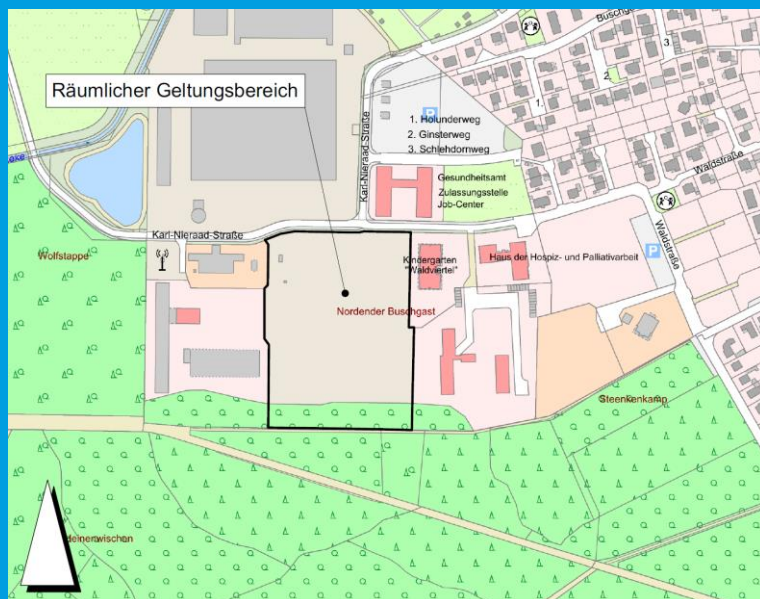 Buschga
Räumlicher Geltungsbereich
3.
2.
1.
P
1. Holunderweg
2. Ginsterweg
3. Schlehdornweg
Karl-Nieraad-Straße
Waldstraße
Gesundheitsamt
Zulassungsstelle
Job-Center
Karl-Nieraad-Straße
Waldstraße
P
Wolfstappe
Kindergarten
"Waldviertel"
Haus der Hospiz- und Palliativarbeit
Nordender Buschgast
Steenkenkamp